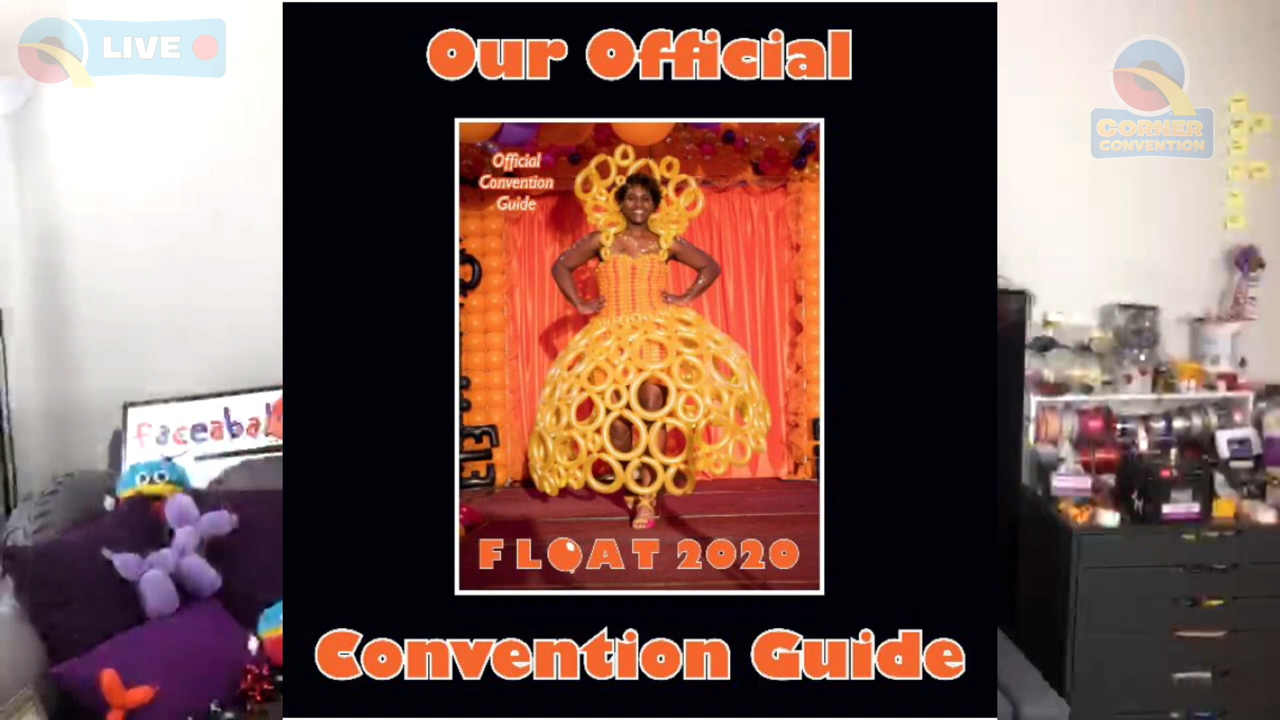 LIVE
Our Official
CORNER
CONVENTION
Official
Convention
Guide
FLOAT 2020
Convention Guide